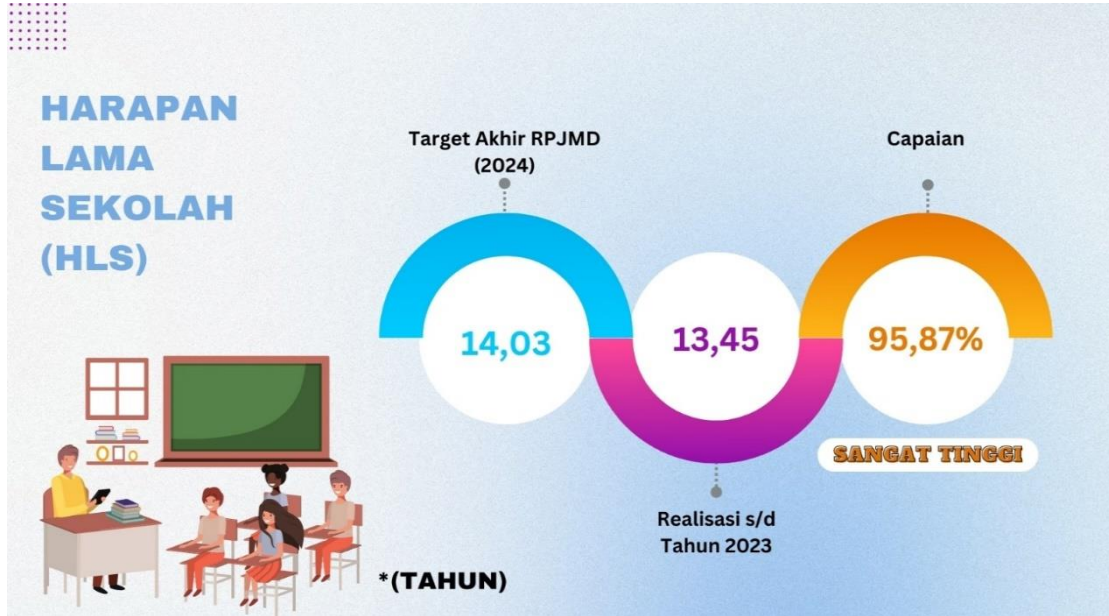 HARAPAN
LAMA
SEKOLAH
(HLS)
Target Akhir RPJMD
(2024)
14,03
13,45
Realisasi s/d
Tahun 2023
Capaian
95,87%
SANGAT TINGGI
*(TAHUN)